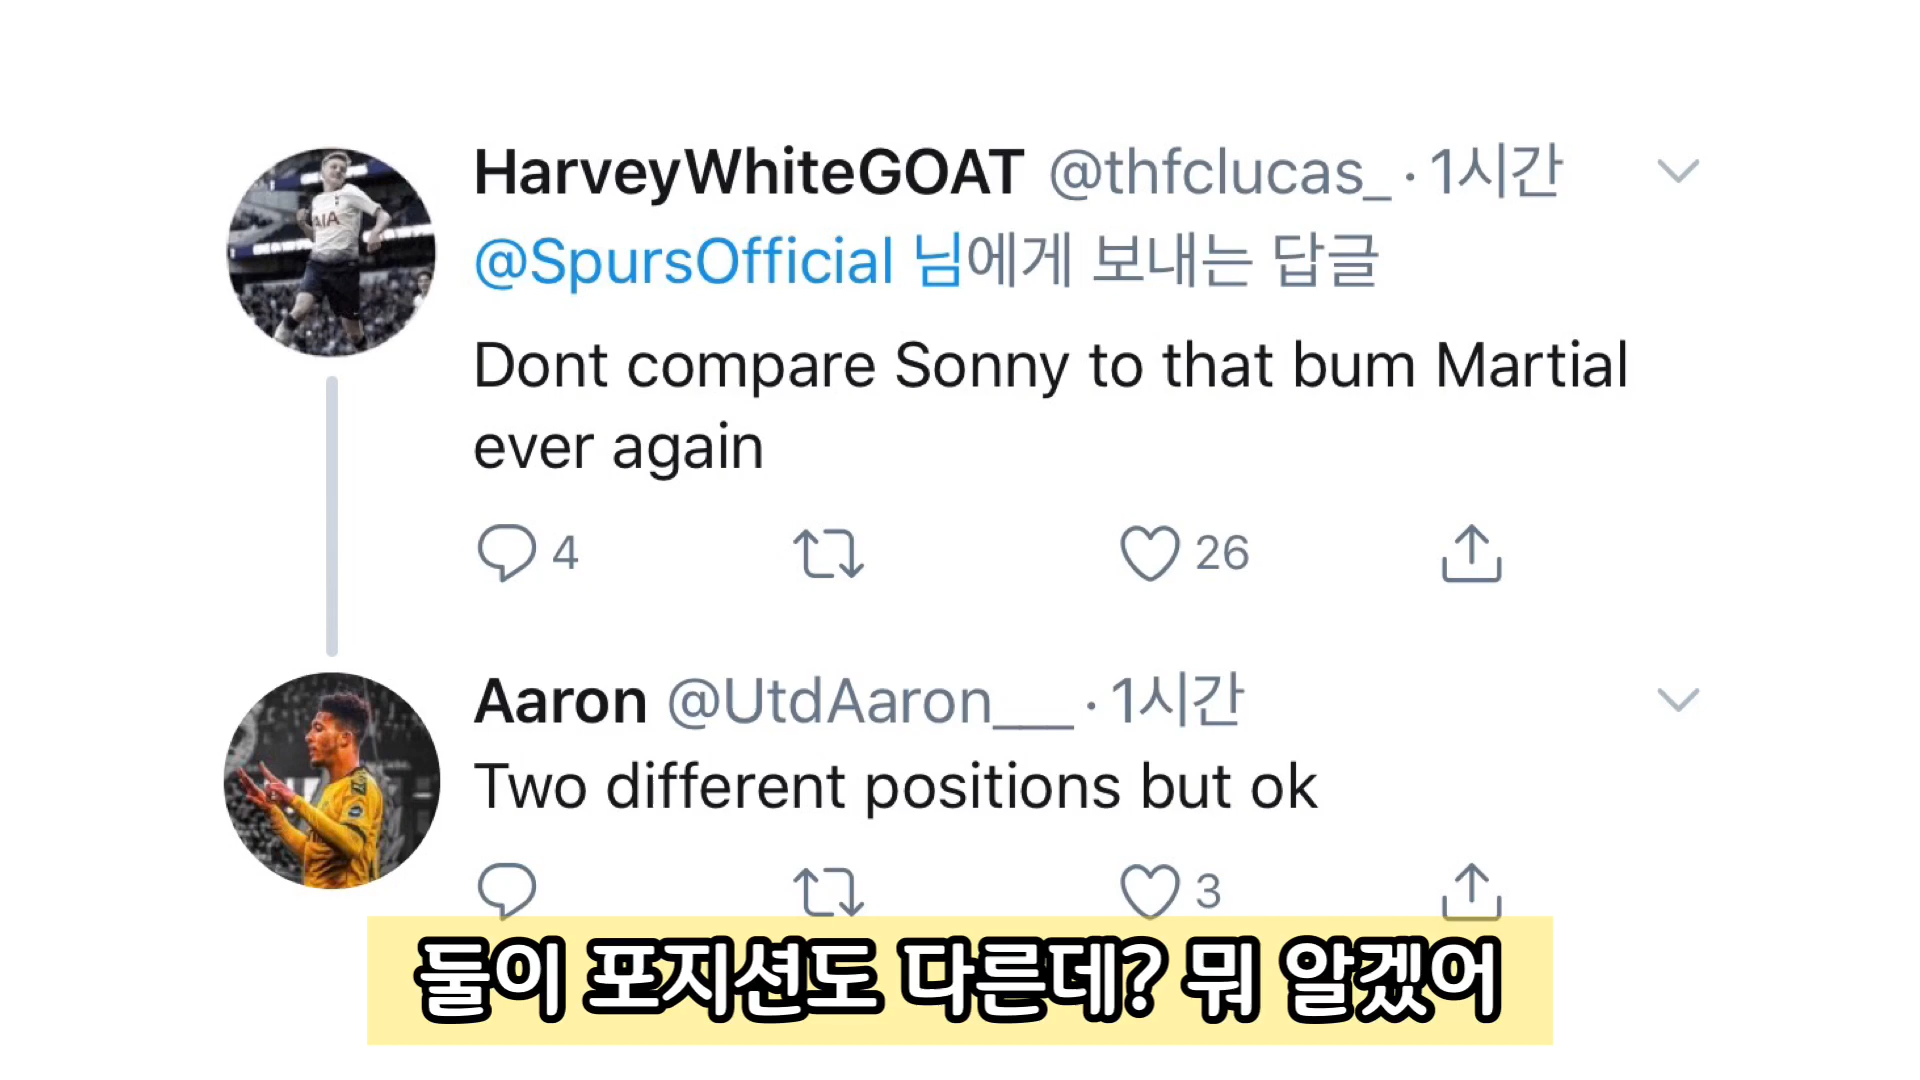 HarveyWhiteGOAT @thfclucas_ · 1시간
@SpursOfficial 님에게 보내는 답글
Dont compare Sonny to that bum Martial
ever again
4 26
Aaron @UtdAaron___ · 1시간
Two different positions but ok
3
둘이 포지션도 다른데? 뭐 알겠어
AIA